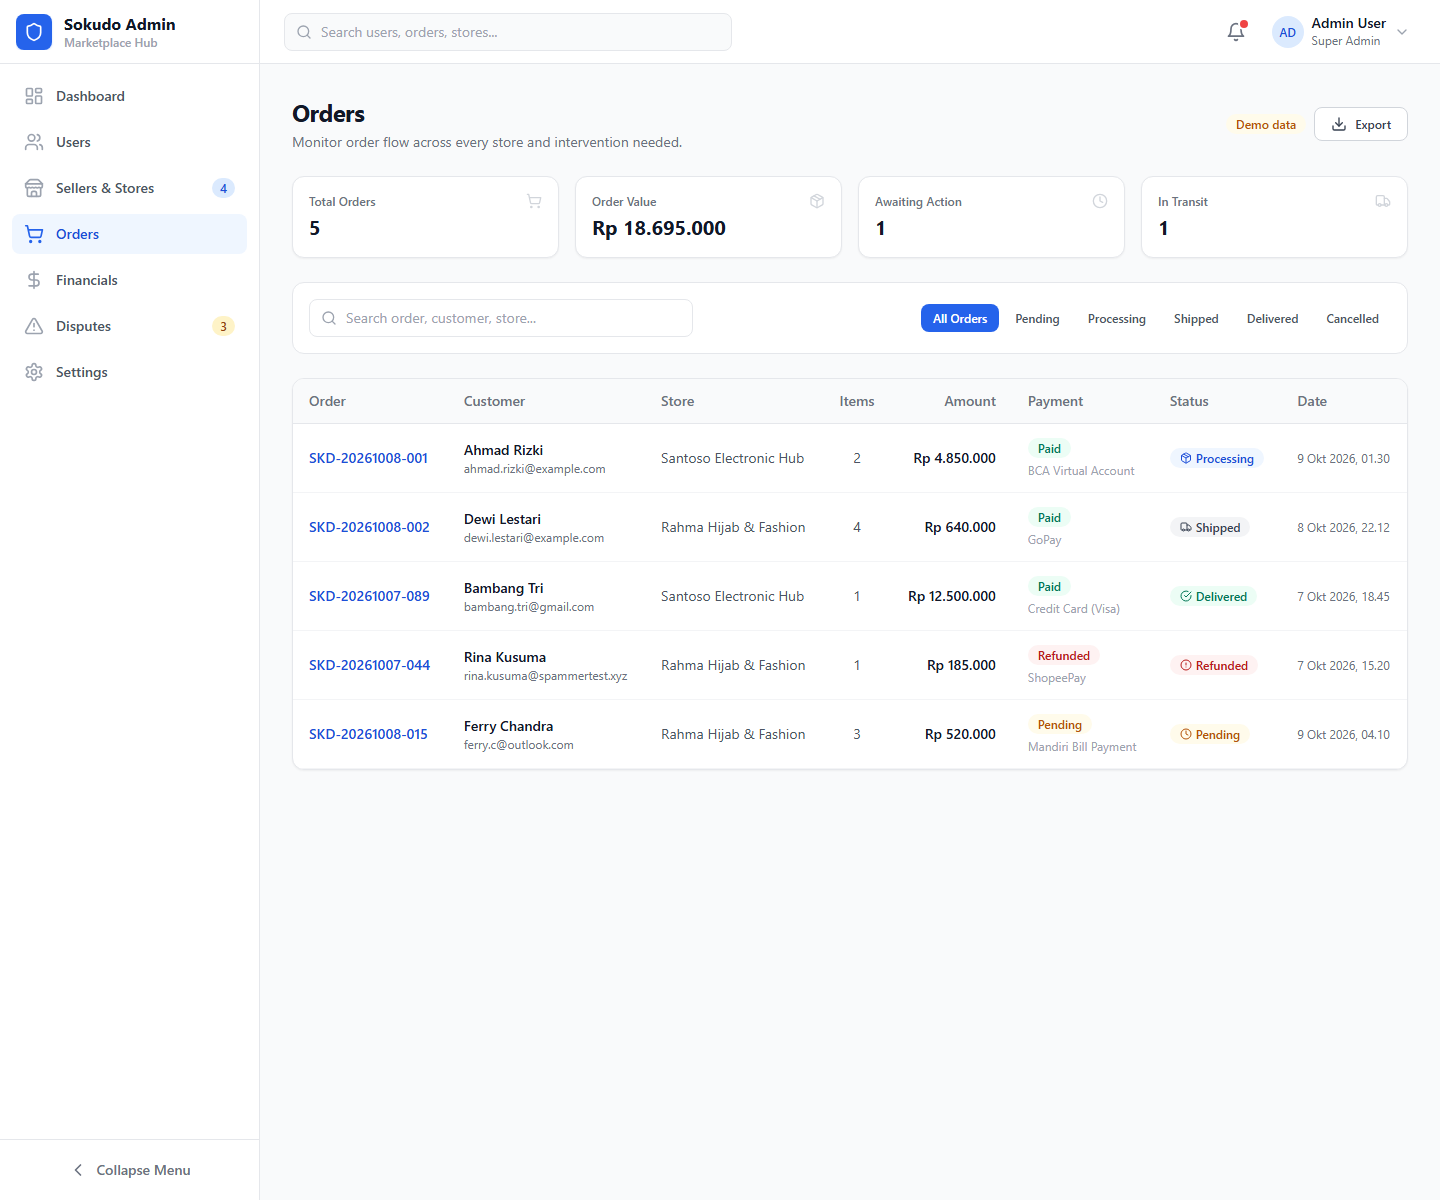 Sokudo Admin
Marketplace Hub
Search users, orders, stores...
AD
Admin User
Super Admin
Dashboard
Users
Sellers & Stores 4
Orders
Financials
Disputes 3
Settings
Collapse Menu
Orders
Monitor order flow across every store and intervention needed.
Demo data
Export
Total Orders
5
Order Value
Rp 18.695.000
Awaiting Action
1
In Transit
1
Search order, customer, store...
All Orders Pending Processing Shipped Delivered Cancelled
Order Customer Store Items Amount Payment Status Date
SKD-20261008-001
Ahmad Rizki
ahmad.rizki@example.com
Santoso Electronic Hub
2
Rp 4.850.000
Paid
BCA Virtual Account
Processing
9 Okt 2026, 01.30
SKD-20261008-002
Dewi Lestari
dewi.lestari@example.com
Rahma Hijab & Fashion
4
Rp 640.000
Paid
GoPay
Shipped
8 Okt 2026, 22.12
SKD-20261007-089
Bambang Tri
bambang.tri@gmail.com
Santoso Electronic Hub
1
Rp 12.500.000
Paid
Credit Card (Visa)
Delivered
7 Okt 2026, 18.45
SKD-20261007-044
Rina Kusuma
rina.kusuma@spammertest.xyz
Rahma Hijab & Fashion
1
Rp 185.000
Refunded
ShopeePay
Refunded
7 Okt 2026, 15.20
SKD-20261008-015
Ferry Chandra
ferry.c@outlook.com
Rahma Hijab & Fashion
3
Rp 520.000
Pending
Mandiri Bill Payment
Pending
9 Okt 2026, 04.10